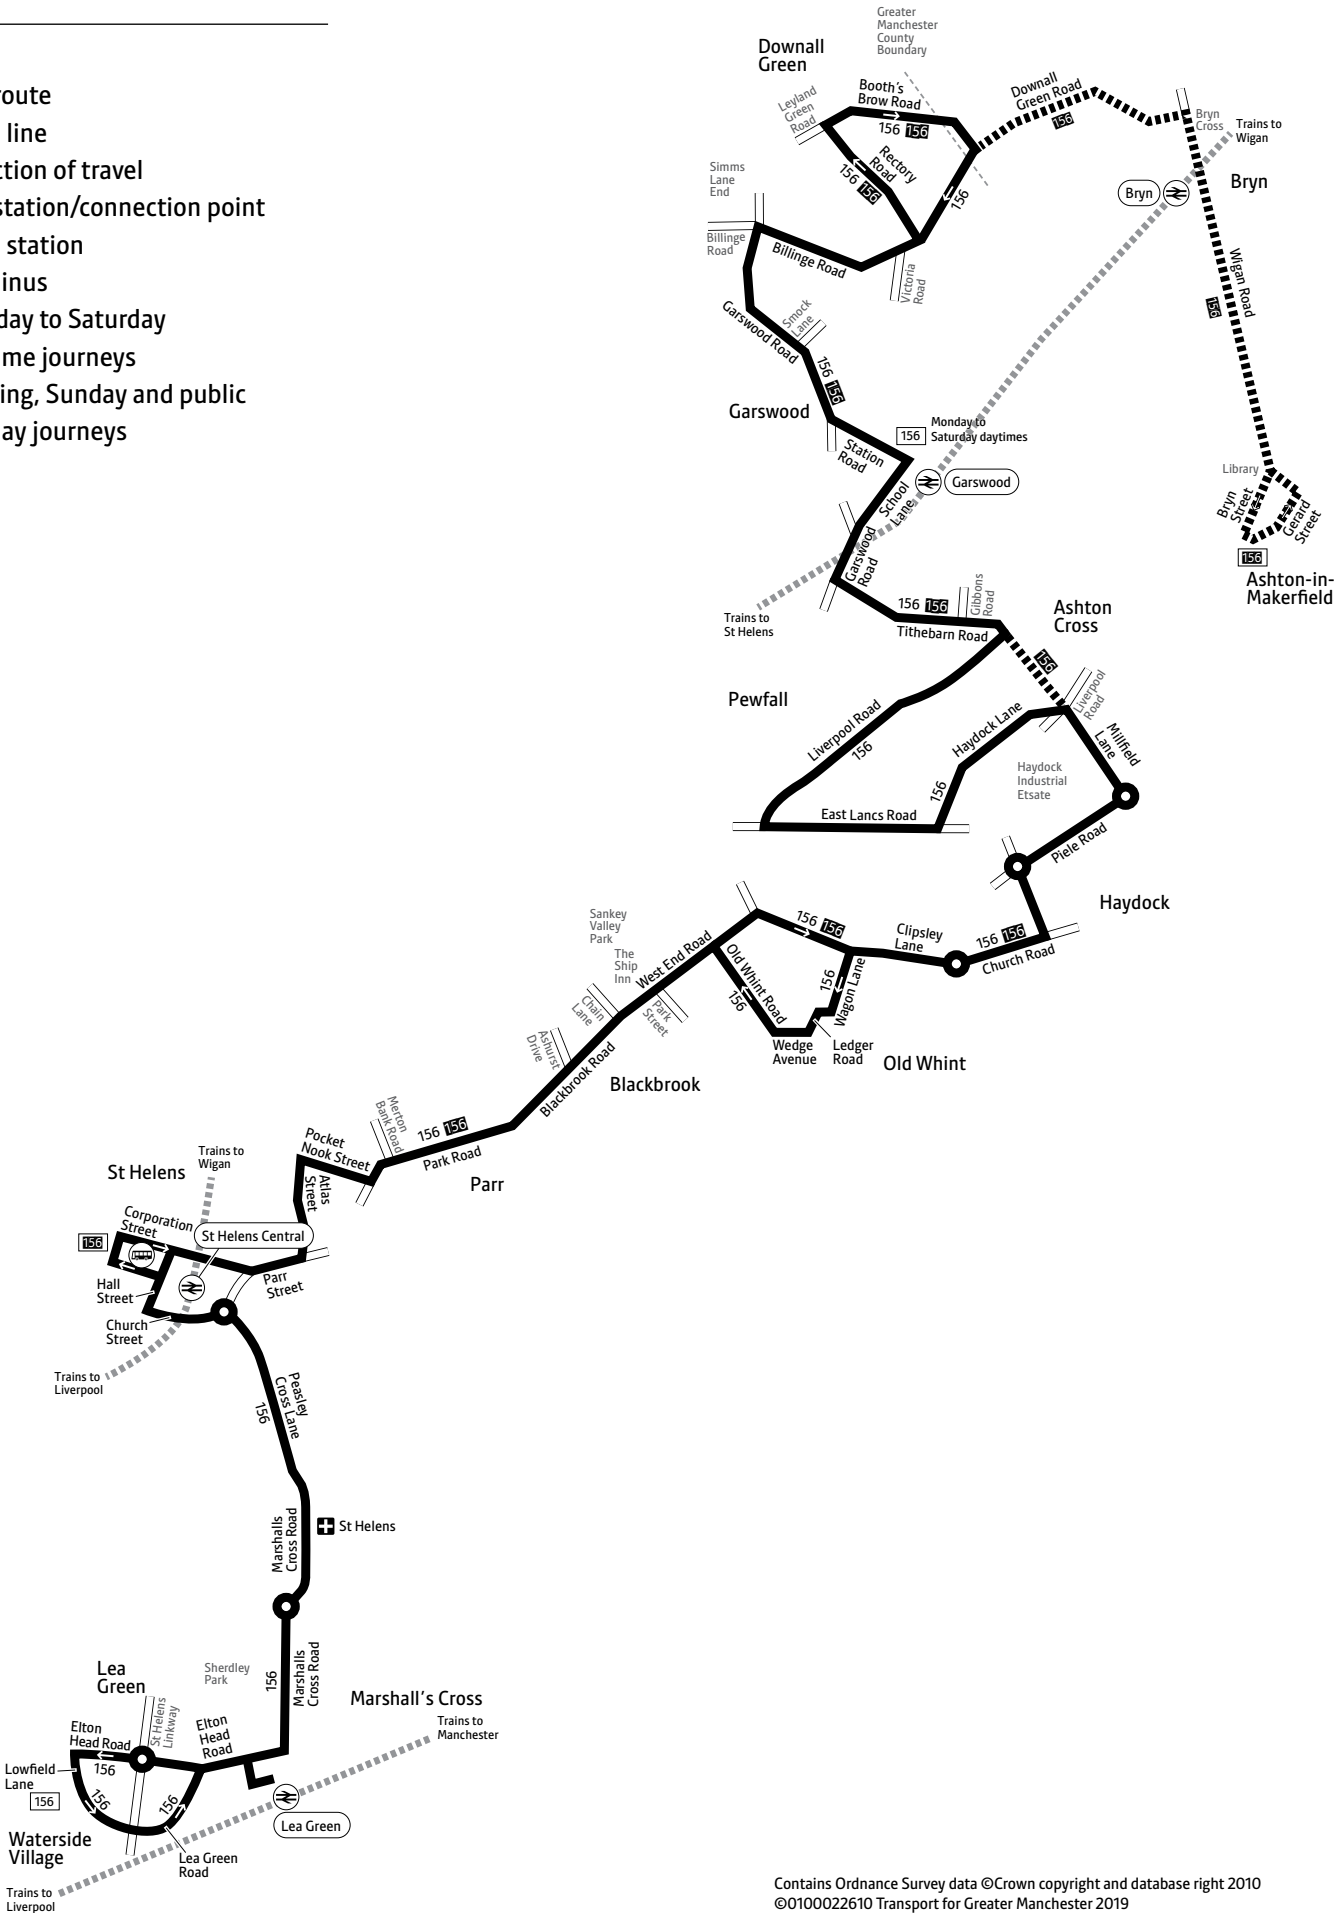 oute
line
ction of travel
station/connection point
station
inus
day to Saturday
me journeys
ing, Sunday and public
ay journeys
Greater
Manchester
County
Boundary
Downall
Green
Leyland
Green
Road
Booth's
Brow Road
156 156
Rectory
Road
156 156
156
Downall
Green Road
156
Bryn
Cross
Trains to
Wigan
Bryn
Bryn
Simms
Lane
End
Billinge
Road
Billinge Road
Victoria
Road
Wigan Road
156
Garswood Road
Smock
Lane
156 156
Garswood
Station
Road
156
Monday to
Saturday daytimes
Garswood
School
Lane
Library
Bryn
Street
Gerard
Street
156
Ashton-in-
Makerfield
Garswood
Road
Trains to
St Helens
156 156
Gibbons
Road
Tithebarn Road
Ashton
Cross
156
Pewfall
Liverpool Road
156
Haydock Lane
156
Liverpool
Road
Millfield
Lane
Haydock
Industrial
Etsate
East Lancs Road
Piele Road
Haydock
Sankey
Valley
Park
The
Ship
Inn
West End Road
156 156
Clipsley
Lane
156 156
Church Road
Old Whint Road
156
156
Wagon Lane
Wedge
Avenue
Ledger
Road
Old Whint
Chain
Lane
Park
Street
Ashurst
Drive
Blackbrook Road
Blackbrook
Merton
Bank Road
156 156
Park Road
Parr
Pocket
Nook Street
Atlas
Street
Trains to
Wigan
St Helens
Corporation
Street
St Helens Central
156
Hall
Street
Parr
Street
Church
Street
Trains to
Liverpool
Peasley
Cross Lane
156
Marshalls
Cross Road
St Helens
156
Marshalls
Cross Road
Sherdley
Park
Lea
Green
Marshall's Cross
Trains to
Manchester
St Helens
Linkway
Elton
Head Road
156
Elton
Head
Road
Lowfield
Lane
156
156
156
Lea Green
Waterside
Village
Lea Green
Road
Trains to
Liverpool
Contains Ordnance Survey data ©Crown copyright and database right 2010
©0100022610 Transport for Greater Manchester 2019